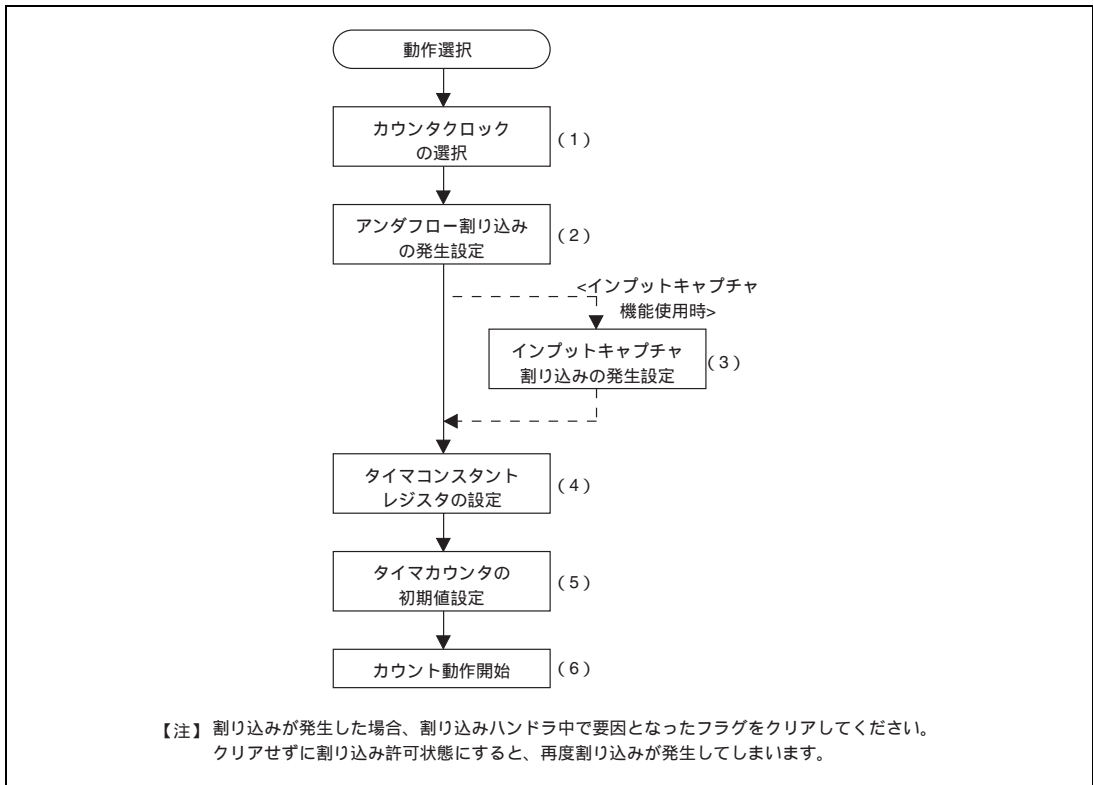 動作選択
カウンタクロック
の選択
（1）
アンダフロー割り込み
の発生設定
（2）
<インプットキャプチャ
機能使用時>
インプットキャプチャ
割り込みの発生設定
（3）
タイマコンスタント
レジスタの設定
（4）
タイマカウンタの
初期値設定
（5）
カウント動作開始
（6）
【注】 割り込みが発生した場合、割り込みハンドラ中で要因となったフラグをクリアしてください。
クリアせずに割り込み許可状態にすると、再度割り込みが発生してしまいます。